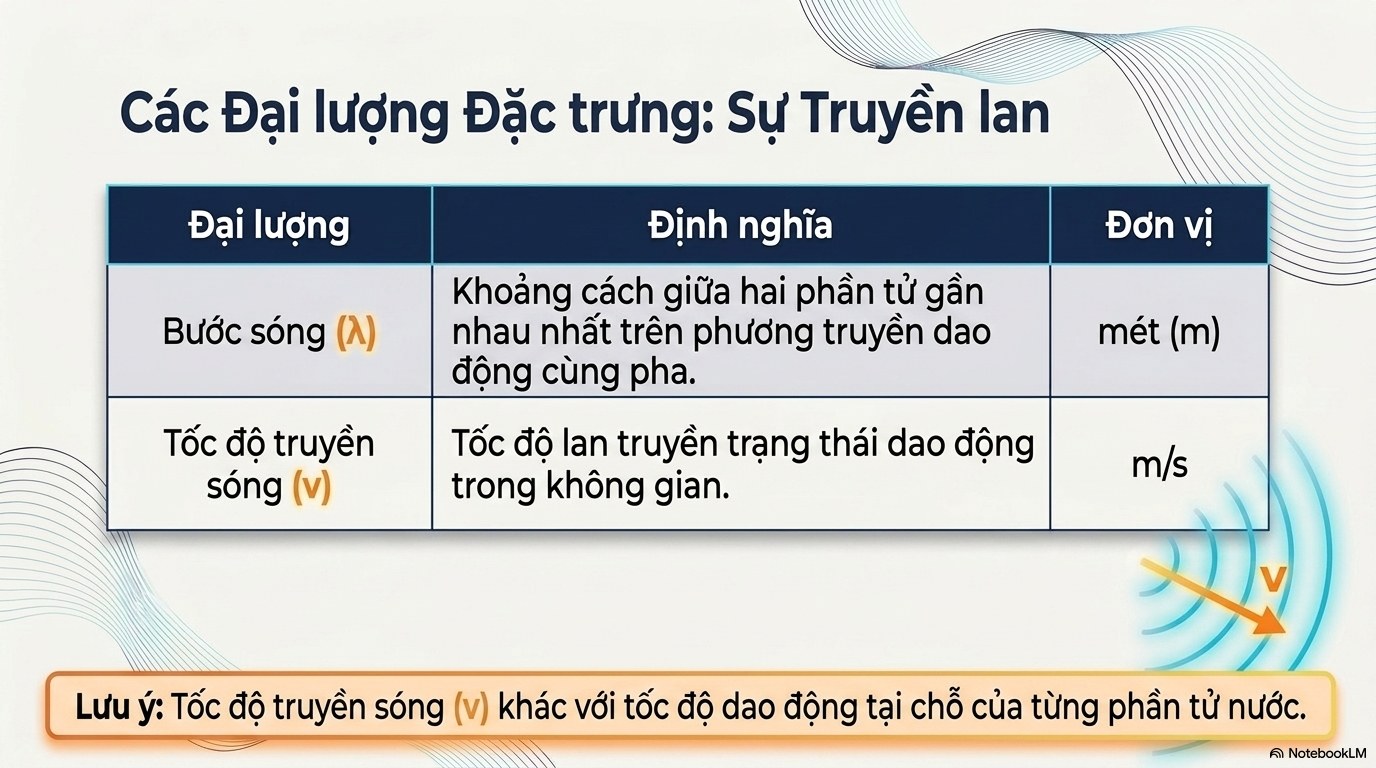 Các Đại lượng Đặc trưng: Sự Truyền lan
Đại lượng
Định nghĩa
Đơn vị
Bước sóng (λ)
Khoảng cách giữa hai phần tử gần
nhau nhất trên phương truyền dao
động cùng pha.
mét (m)
Tốc độ truyền
sóng (v)
Tốc độ lan truyền trạng thái dao động
trong không gian.
m/s
v
Lưu ý: Tốc độ truyền sóng (v) khác với tốc độ dao động tại chỗ của từng phần tử nước.
NotebookLM